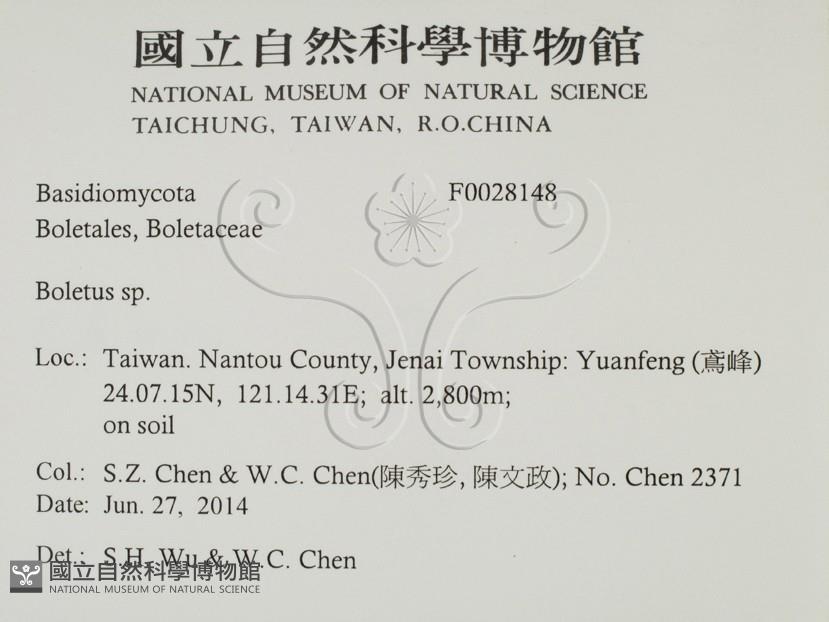 國立自然科學博物館
NATIONAL MUSEUM OF NATURAL SCIENCE
TAICHUNG, TAIWAN, R.O.CHINA
Basidiomycota F0028148
Boletales, Boletaceae
Boletus sp.
Loc.: Taiwan. Nantou County, Jenai Township: Yuanfeng (鳶峰)
24.07.15N, 121.14.31E; alt. 2,800m;
on soil
Col.: S.Z. Chen & W.C. Chen(陳秀珍, 陳文政); No. Chen 2371
Date: Jun. 27, 2014
Det.: S.H. Wu & W.C. Chen
國立自然科學博物館
NATIONAL MUSEUM OF NATURAL SCIENCE